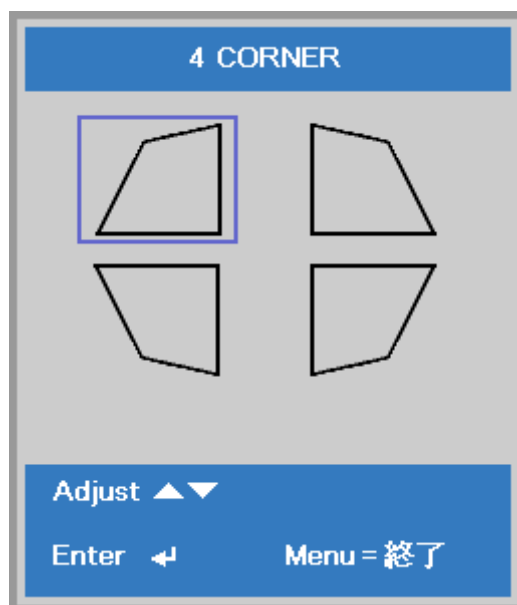 4 CORNER
Adjust ▲▼
Enter ↵ Menu = 終了